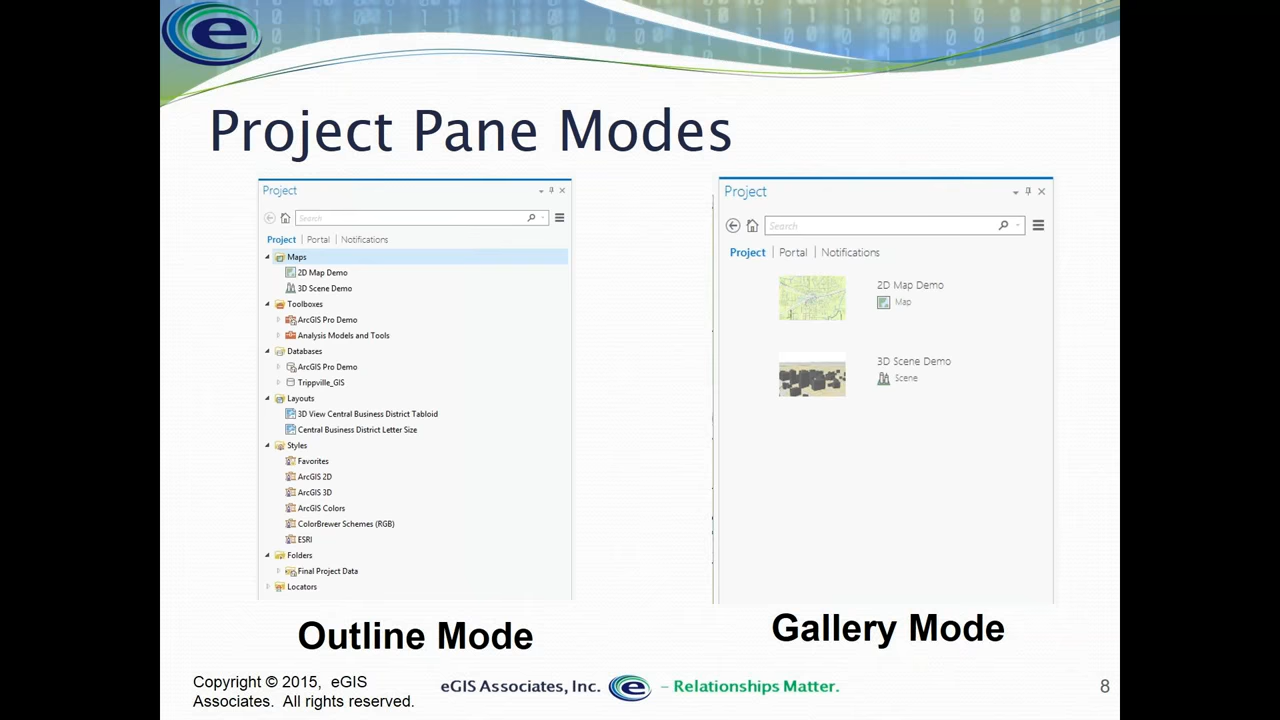 e
Project Pane Modes
Project
Search
Project | Portal | Notifications
Maps
2D Map Demo
3D Scene Demo
Toolboxes
ArcGIS Pro Demo
Analysis Models and Tools
Databases
ArcGIS Pro Demo
Trippville_GIS
Layouts
3D View Central Business District Tabloid
Central Business District Letter Size
Styles
Favorites
ArcGIS 2D
ArcGIS 3D
ArcGIS Colors
ColorBrewer Schemes (RGB)
ESRI
Folders
Final Project Data
Locators
Outline Mode
Project
Search
Project | Portal | Notifications
2D Map Demo
Map
3D Scene Demo
Scene
Gallery Mode
Copyright © 2015, eGIS
Associates. All rights reserved.
eGIS Associates, Inc. e – Relationships Matter.
8